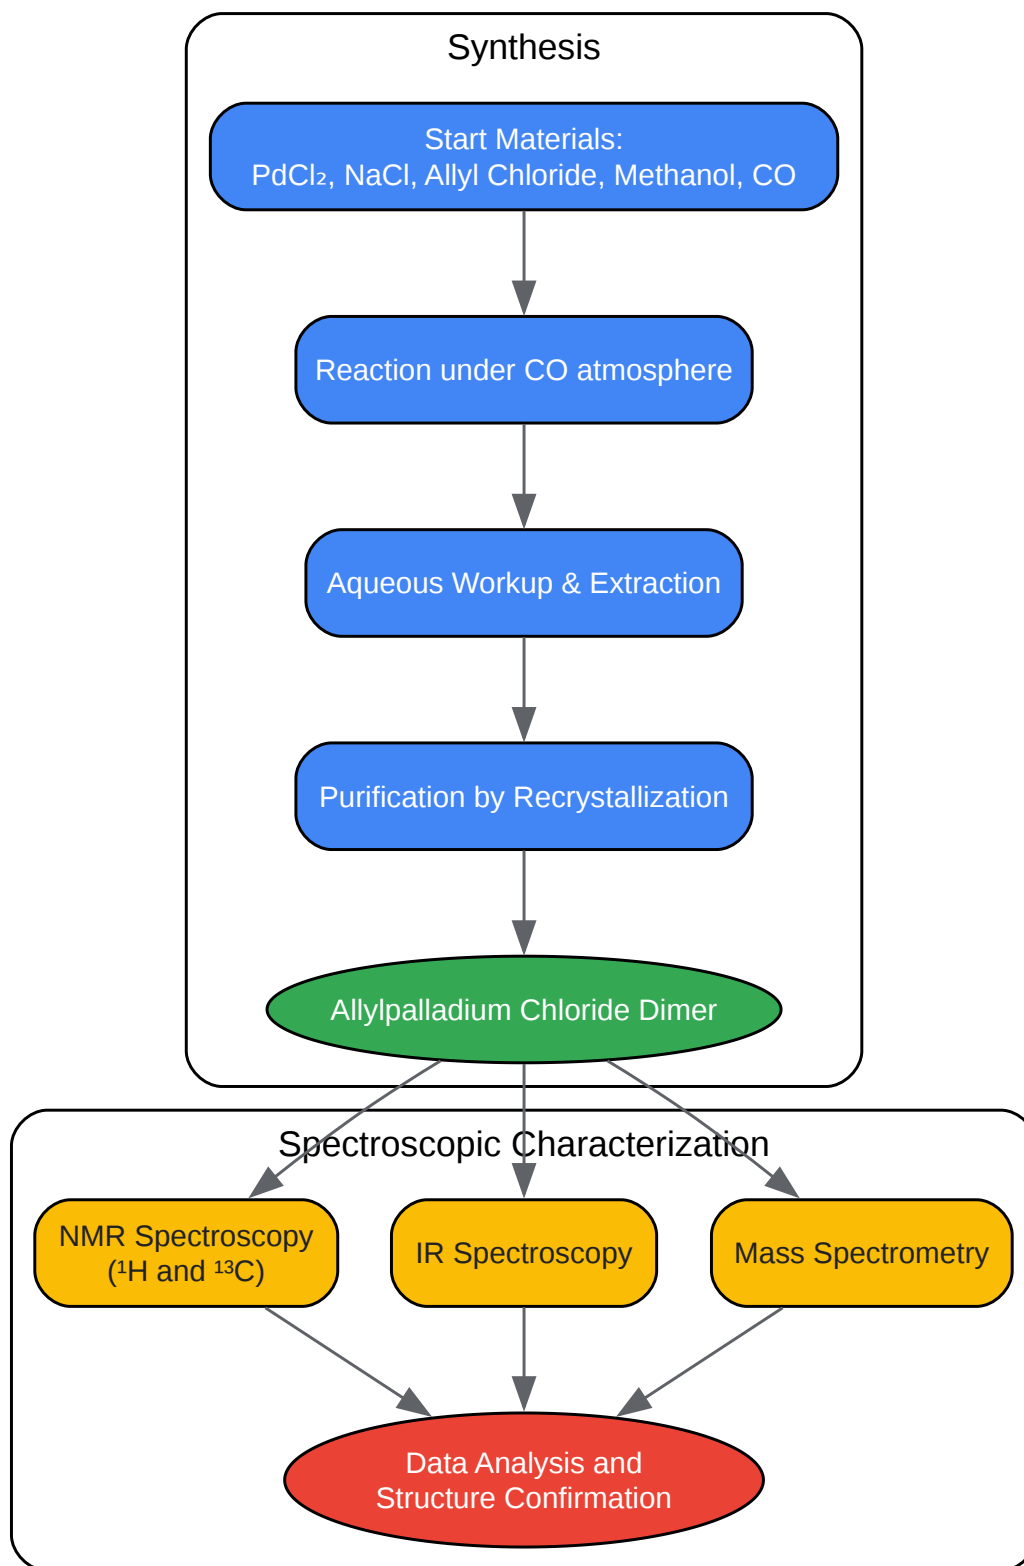 Synthesis
Start Materials:
PdCl₂, NaCl, Allyl Chloride, Methanol, CO
Reaction under CO atmosphere
Aqueous Workup & Extraction
Purification by Recrystallization
Allylpalladium Chloride Dimer
Spectroscopic Characterization
NMR Spectroscopy
(¹H and ¹³C)
IR Spectroscopy
Mass Spectrometry
Data Analysis and
Structure Confirmation